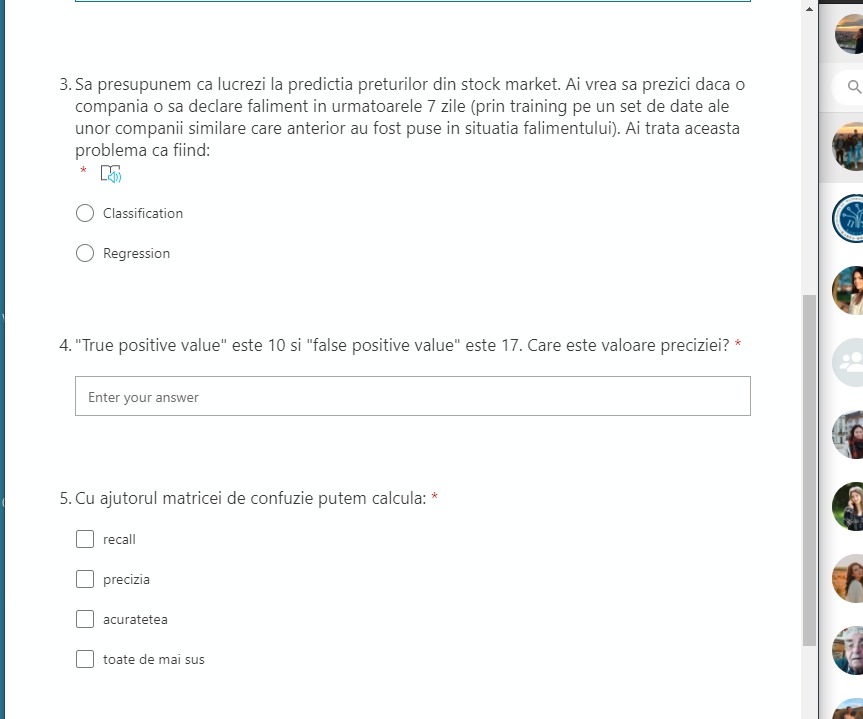 3. Sa presupunem ca lucrezi la predictia preturilor din stock market. Ai vrea sa prezici daca o
compania o sa declare faliment in urmatoarele 7 zile (prin training pe un set de date ale
unor companii similare care anterior au fost puse in situatia falimentului). Ai trata aceasta
problema ca fiind:
*
Classification
Regression
4. "True positive value" este 10 si "false positive value" este 17. Care este valoare preciziei? *
Enter your answer
5. Cu ajutorul matricei de confuzie putem calcula: *
recall
precizia
acuratetea
toate de mai sus